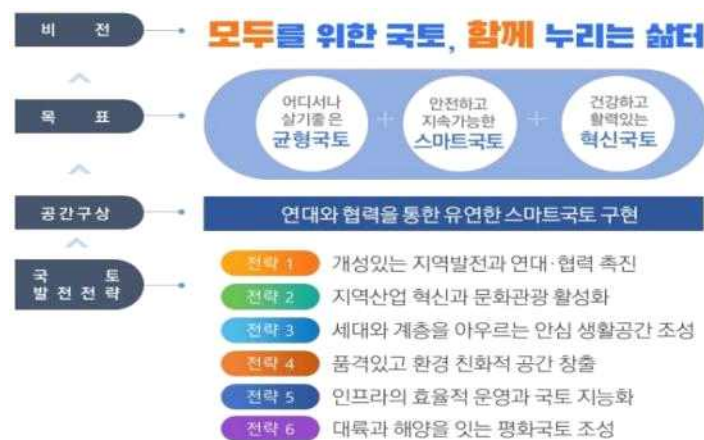 비 전
모두를 위한 국토, 함께 누리는 삶터
목 표
어디서나
살기좋은
균형국토
+
안전하고
지속가능한
스마트국토
+
건강하고
활력있는
혁신국토
공간구상
연대와 협력을 통한 유연한 스마트국토 구현
국 토
발전전략
전략 1 개성있는 지역발전과 연대·협력 촉진
전략 2 지역산업 혁신과 문화관광 활성화
전략 3 세대와 계층을 아우르는 안심 생활공간 조성
전략 4 품격있고 환경 친화적 공간 창출
전략 5 인프라의 효율적 운영과 국토 지능화
전략 6 대륙과 해양을 잇는 평화국토 조성